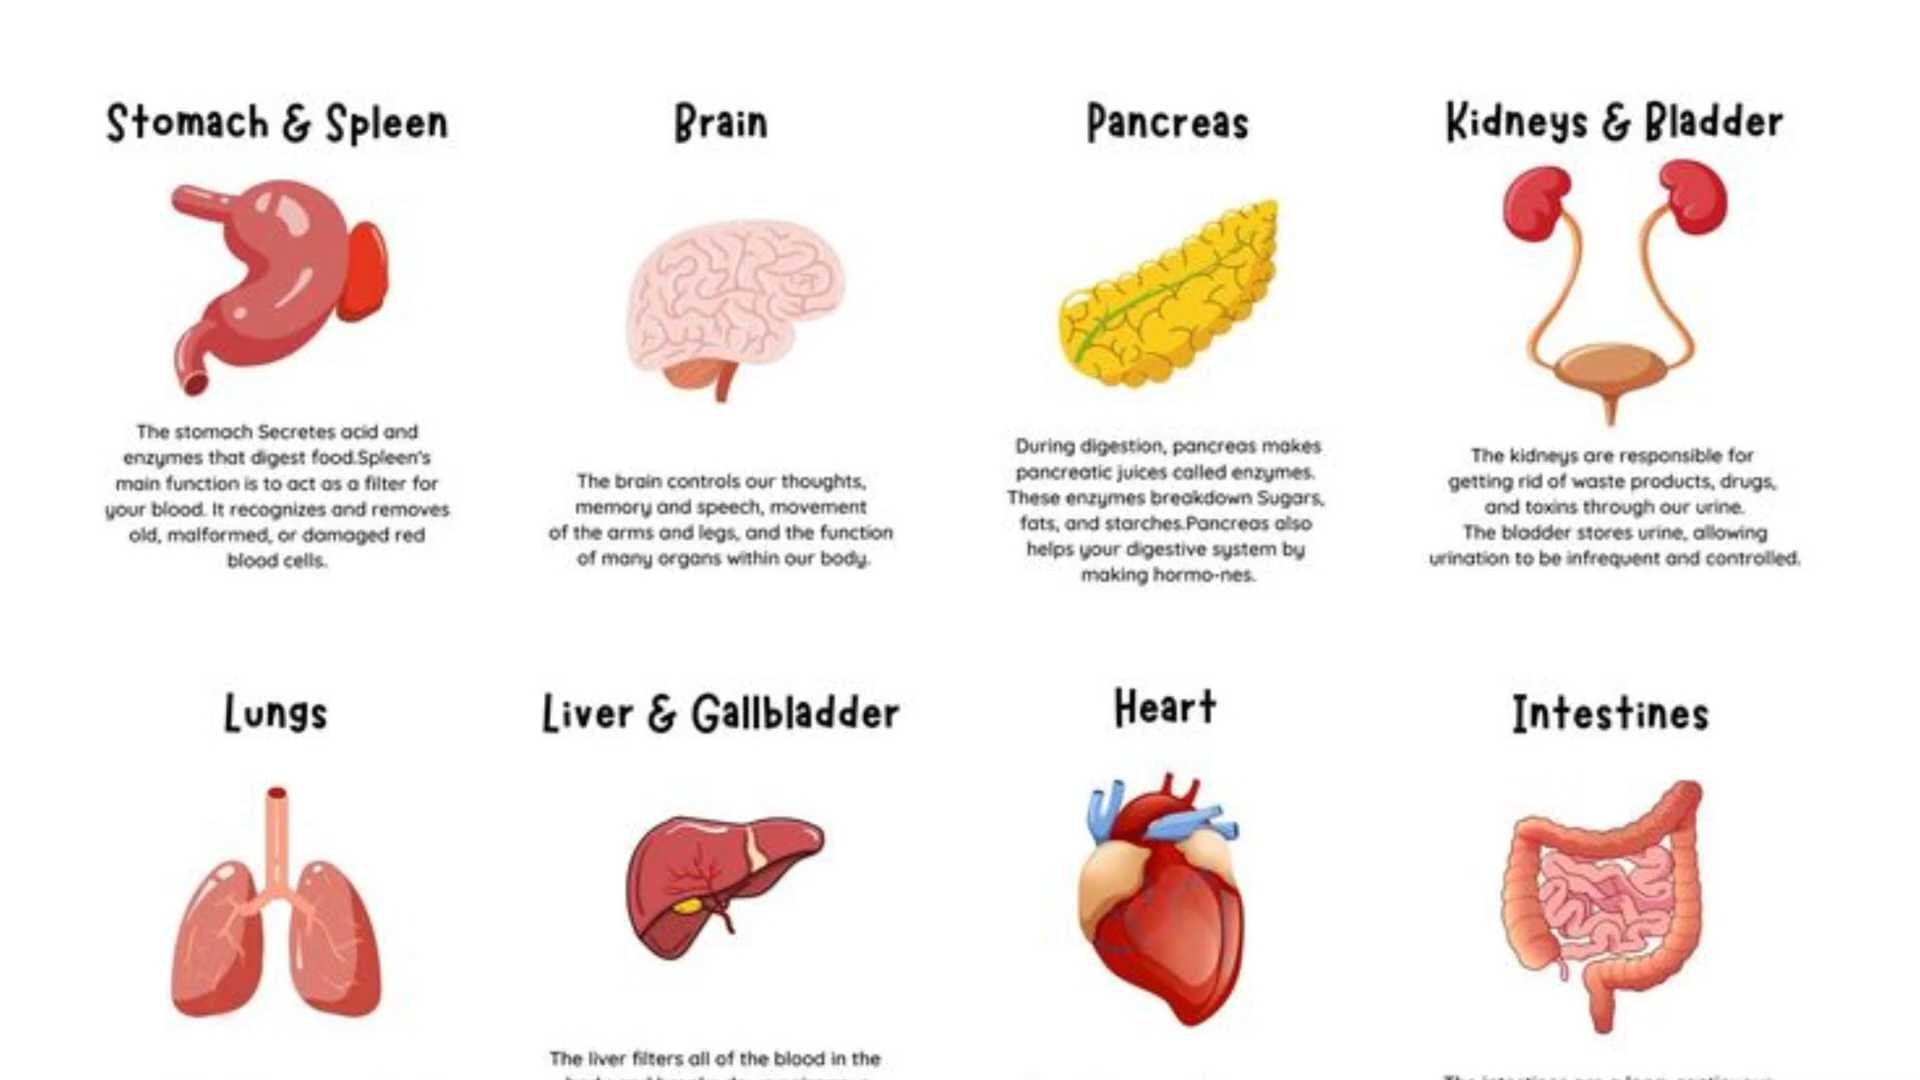 Stomach & Spleen
The stomach Secretes acid and
enzymes that digest food.Spleen's
main function is to act as a filter for
your blood. It recognizes and removes
old, malformed, or damaged red
blood cells.
Brain
The brain controls our thoughts,
memory and speech, movement
of the arms and legs, and the function
of many organs within our body.
Pancreas
During digestion, pancreas makes
pancreatic juices called enzymes.
These enzymes breakdown Sugars,
fats, and starches.Pancreas also
helps your digestive system by
making hormo-nes.
Kidneys & Bladder
The kidneys are responsible for
getting rid of waste products, drugs,
and toxins through our urine.
The bladder stores urine, allowing
urination to be infrequent and controlled.
Lungs
Liver & Gallbladder
The liver filters all of the blood in the
Heart
Intestines